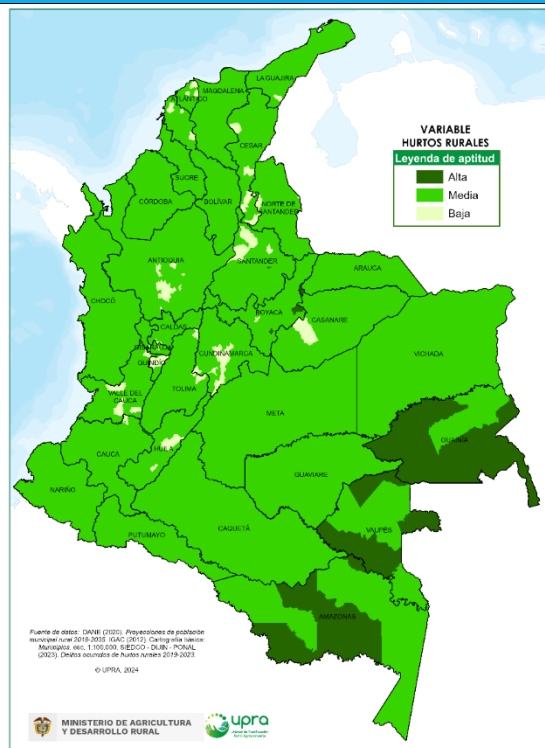 VARIABLE
HURTOS RURALES
Leyenda de aptitud
Alta
Media
Baja
LA GUAJIRA
MAGDALENA
ATLÁNTICO
CESAR
SUCRE
NORTE DE
SANTANDER
CÓRDOBA
BOLÍVAR
ANTIOQUIA
SANTANDER
ARAUCA
CHOCÓ
BOYACÁ
CASANARE
CALDAS
VICHADA
QUINDÍO
CUNDINAMARCA
VALLE DEL
CAUCA
TOLIMA
META
GUAINÍA
HUILA
CAUCA
GUAVIARE
NARIÑO
VAUPÉS
CAQUETÁ
PUTUMAYO
AMAZONAS
Fuente de datos: DANE (2020). Proyecciones de población
municipal rural 2018-2035. IGAC (2012). Cartografía básica:
Municipios, esc. 1:100.000. SIEDCO - DIJIN - PONAL
(2023). Delitos ocurridos de hurtos rurales 2019-2023.
© UPRA, 2024
MINISTERIO DE AGRICULTURA
Y DESARROLLO RURAL
upra